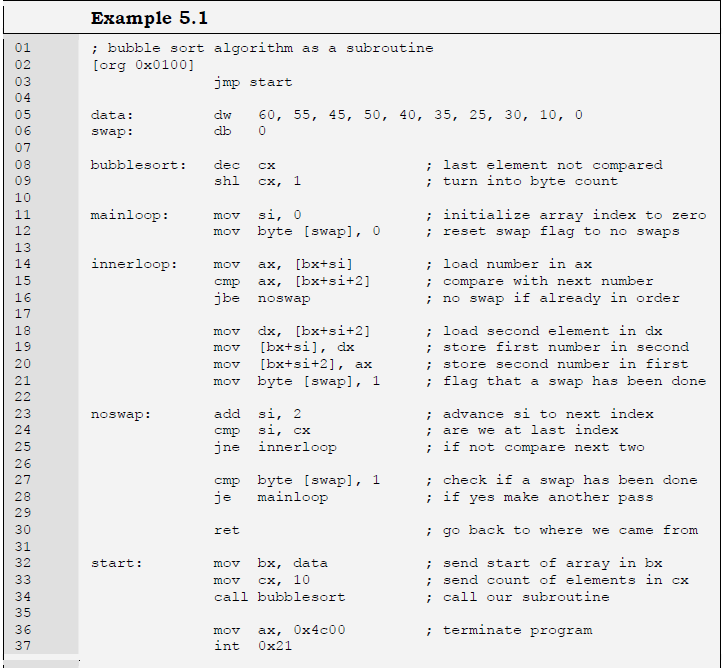 Example 5.1
01 ; bubble sort algorithm as a subroutine
02 [org 0x0100]
03 jmp start
04
05 data: dw 60, 55, 45, 50, 40, 35, 25, 30, 10, 0
06 swap: db 0
07
08 bubblesort: dec cx ; last element not compared
09 shl cx, 1 ; turn into byte count
10
11 mainloop: mov si, 0 ; initialize array index to zero
12 mov byte [swap], 0 ; reset swap flag to no swaps
13
14 innerloop: mov ax, [bx+si] ; load number in ax
15 cmp ax, [bx+si+2] ; compare with next number
16 jbe noswap ; no swap if already in order
17
18 mov dx, [bx+si+2] ; load second element in dx
19 mov [bx+si], dx ; store first number in second
20 mov [bx+si+2], ax ; store second number in first
21 mov byte [swap], 1 ; flag that a swap has been done
22
23 noswap: add si, 2 ; advance si to next index
24 cmp si, cx ; are we at last index
25 jne innerloop ; if not compare next two
26
27 cmp byte [swap], 1 ; check if a swap has been done
28 je mainloop ; if yes make another pass
29
30 ret ; go back to where we came from
31
32 start: mov bx, data ; send start of array in bx
33 mov cx, 10 ; send count of elements in cx
34 call bubblesort ; call our subroutine
35
36 mov ax, 0x4c00 ; terminate program
37 int 0x21